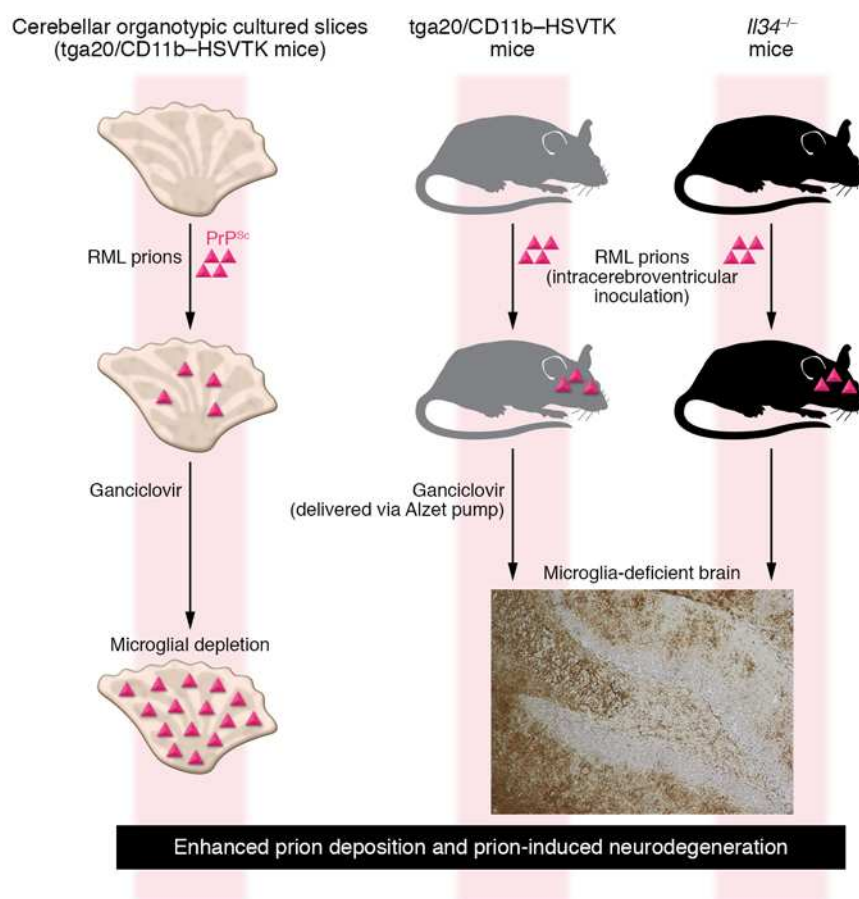 Cerebellar organotypic cultured slices
(tga20/CD11b–HSVTK mice)
tga20/CD11b–HSVTK
mice
Il34–/–
mice
PrPSc
RML prions
RML prions
(intracerebroventricular
inoculation)
Ganciclovir
Ganciclovir
(delivered via Alzet pump)
Microglial depletion
Microglia-deficient brain
Enhanced prion deposition and prion-induced neurodegeneration